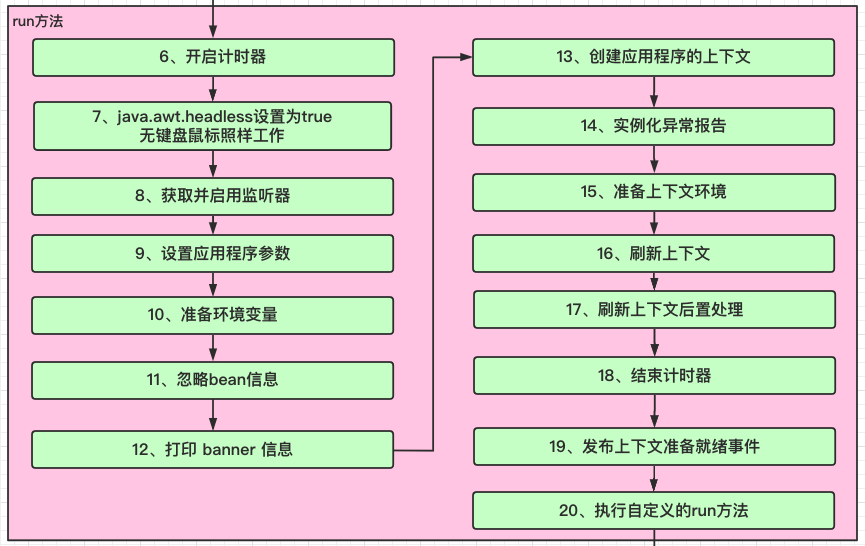 run方法
6、开启计时器
7、java.awt.headless设置为true
无键盘鼠标照样工作
8、获取并启用监听器
9、设置应用程序参数
10、准备环境变量
11、忽略bean信息
12、打印 banner 信息
13、创建应用程序的上下文
14、实例化异常报告
15、准备上下文环境
16、刷新上下文
17、刷新上下文后置处理
18、结束计时器
19、发布上下文准备就绪事件
20、执行自定义的run方法